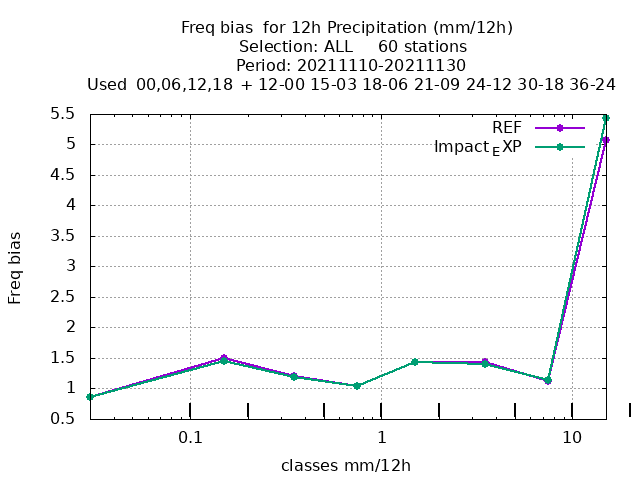 Freq bias  for 12h Precipitation (mm/12h)
Selection: ALL     60 stations
Period: 20211110-20211130
Used  00,06,12,18  + 12-00 15-03 18-06 21-09 24-12 30-18 36-24
5.5
5
4.5
4
3.5
3
2.5
2
1.5
1
0.5
Freq bias
REF
Impact_EXP
0.1
1
10
classes mm/12h